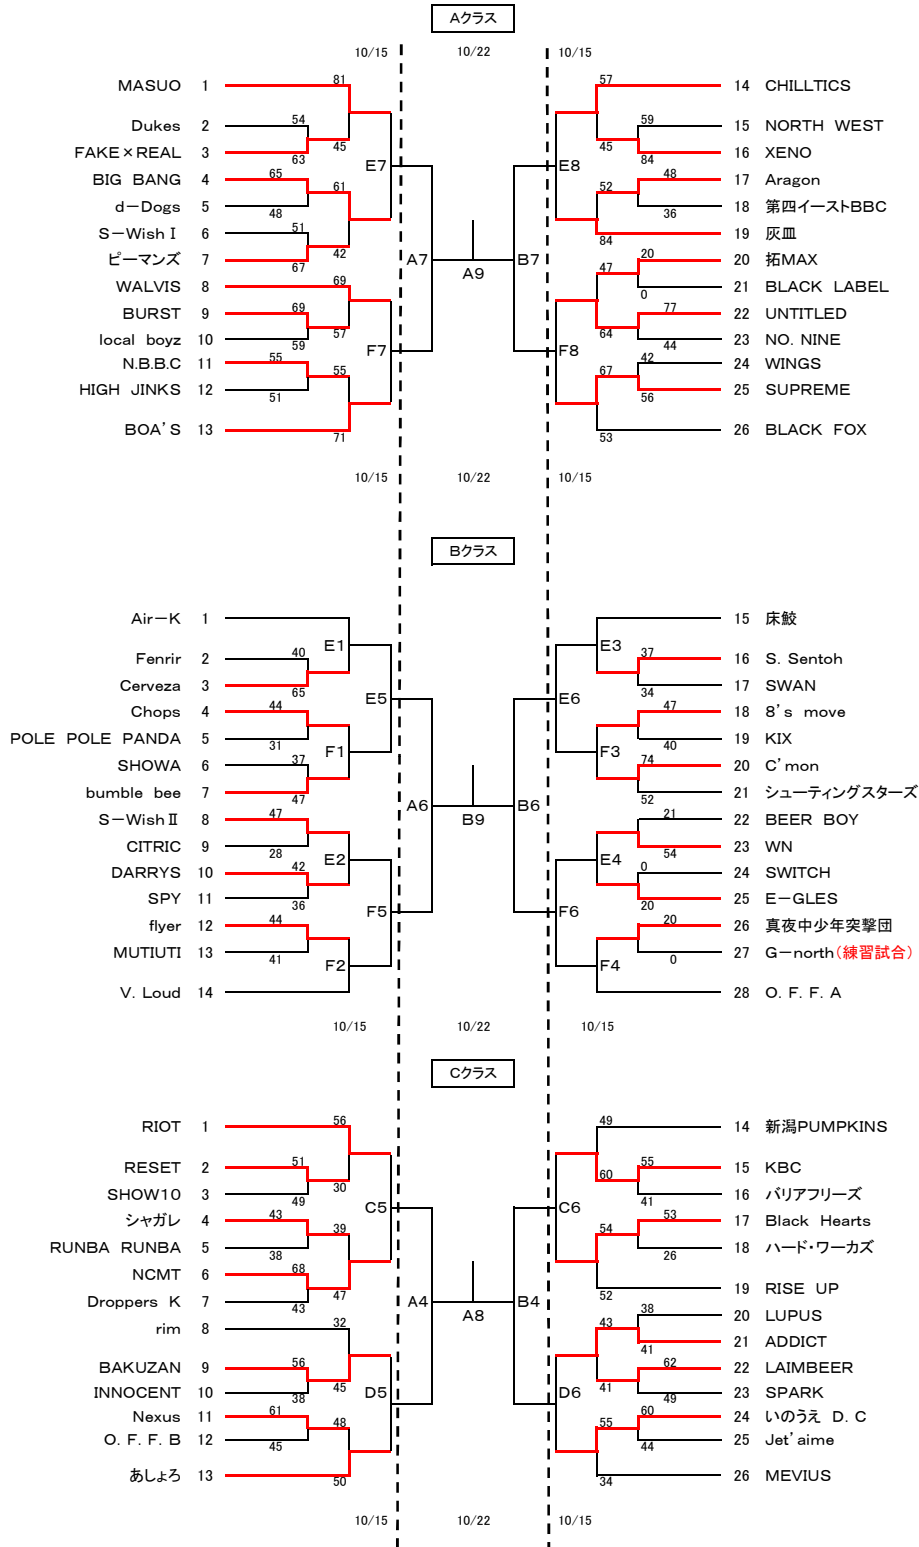 Aクラス
10/15 10/22 10/15
MASUO 1 81 57 14 CHILLTICS
Dukes 2 54 59 15 NORTH WEST
FAKE×REAL 3 63 45 45 84 16 XENO
E7 E8
BIG BANG 4 65 61 52 48 17 Aragon
d－Dogs 5 48 36 18 第四イーストBBC
S－Wish I 6 51 42 84 19 灰皿
ピーマンズ 7 67 47 20 20 拓MAX
A7 A9 B7
WALVIS 8 69 0 21 BLACK LABEL
BURST 9 69 57 64 77 22 UNTITLED
local boyz 10 59 44 23 NO. NINE
F7 F8
N.B.B.C 11 55 55 67 42 24 WINGS
HIGH JINKS 12 51 56 25 SUPREME
BOA'S 13 71 53 26 BLACK FOX
10/15 10/22 10/15
Bクラス
Air－K 1 15 床鮫
E1 E3
Fenrir 2 40 37 16 S. Sentoh
Cerveza 3 65 34 17 SWAN
E5 E6
Chops 4 44 47 18 8's move
POLE POLE PANDA 5 31 40 19 KIX
F1 F3
SHOWA 6 37 74 20 C'mon
bumble bee 7 47 52 21 シューティングスターズ
A6 B9 B6
S－Wish II 8 47 21 22 BEER BOY
CITRIC 9 28 54 23 WN
E2 E4
DARRYS 10 42 0 24 SWITCH
SPY 11 36 20 25 E－GLES
F5 F6
flyer 12 44 20 26 真夜中少年突撃団
MUTIUTI 13 41 0 27 G－north(練習試合)
F2 F4
V. Loud 14 28 O. F. F. A
10/15 10/22 10/15
Cクラス
RIOT 1 56 49 14 新潟PUMPKINS
RESET 2 51 30 60 55 15 KBC
SHOW10 3 49 41 16 バリアフリーズ
C5 C6
シャガレ 4 43 39 54 53 17 Black Hearts
RUNBA RUNBA 5 38 26 18 ハード・ワーカズ
NCMT 6 68 47 52 19 RISE UP
Droppers K 7 43 38 20 LUPUS
A4 A8 B4
rim 8 32 43 41 21 ADDICT
BAKUZAN 9 56 45 41 62 22 LAIMBEER
INNOCENT 10 38 49 23 SPARK
D5 D6
Nexus 11 61 48 55 60 24 いのうえ D. C
O. F. F. B 12 45 44 25 Jet'aime
あしょろ 13 50 34 26 MEVIUS
10/15 10/22 10/15